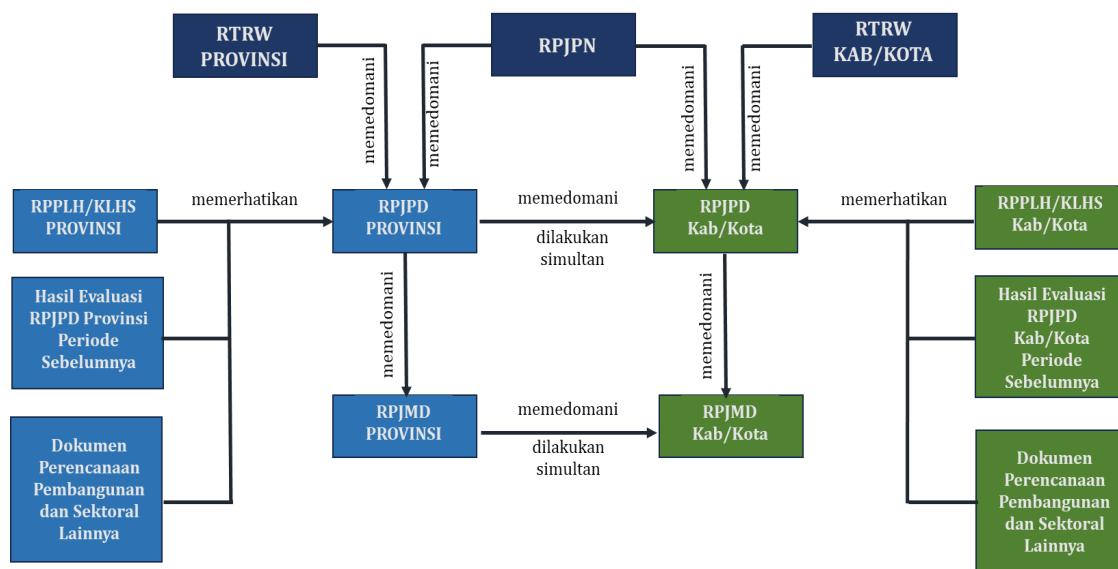 RTRW
PROVINSI
RPJPN
RTRW
KAB/KOTA
memedomani
memedomani
memedomani
memedomani
RPPLH/KLHS
PROVINSI
memerhatikan
RPJPD
PROVINSI
memedomani
dilakukan
simultan
RPJPD
Kab/Kota
memerhatikan
RPPLH/KLHS
Kab/Kota
Hasil Evaluasi
RPJPD Provinsi
Periode
Sebelumnya
memedomani
memedomani
Hasil Evaluasi
RPJPD
Kab/Kota
Periode
Sebelumnya
RPJMD
PROVINSI
memedomani
dilakukan
simultan
RPJMD
Kab/Kota
Dokumen
Perencanaan
Pembangunan
dan Sektoral
Lainnya
Dokumen
Perencanaan
Pembangunan
dan Sektoral
Lainnya